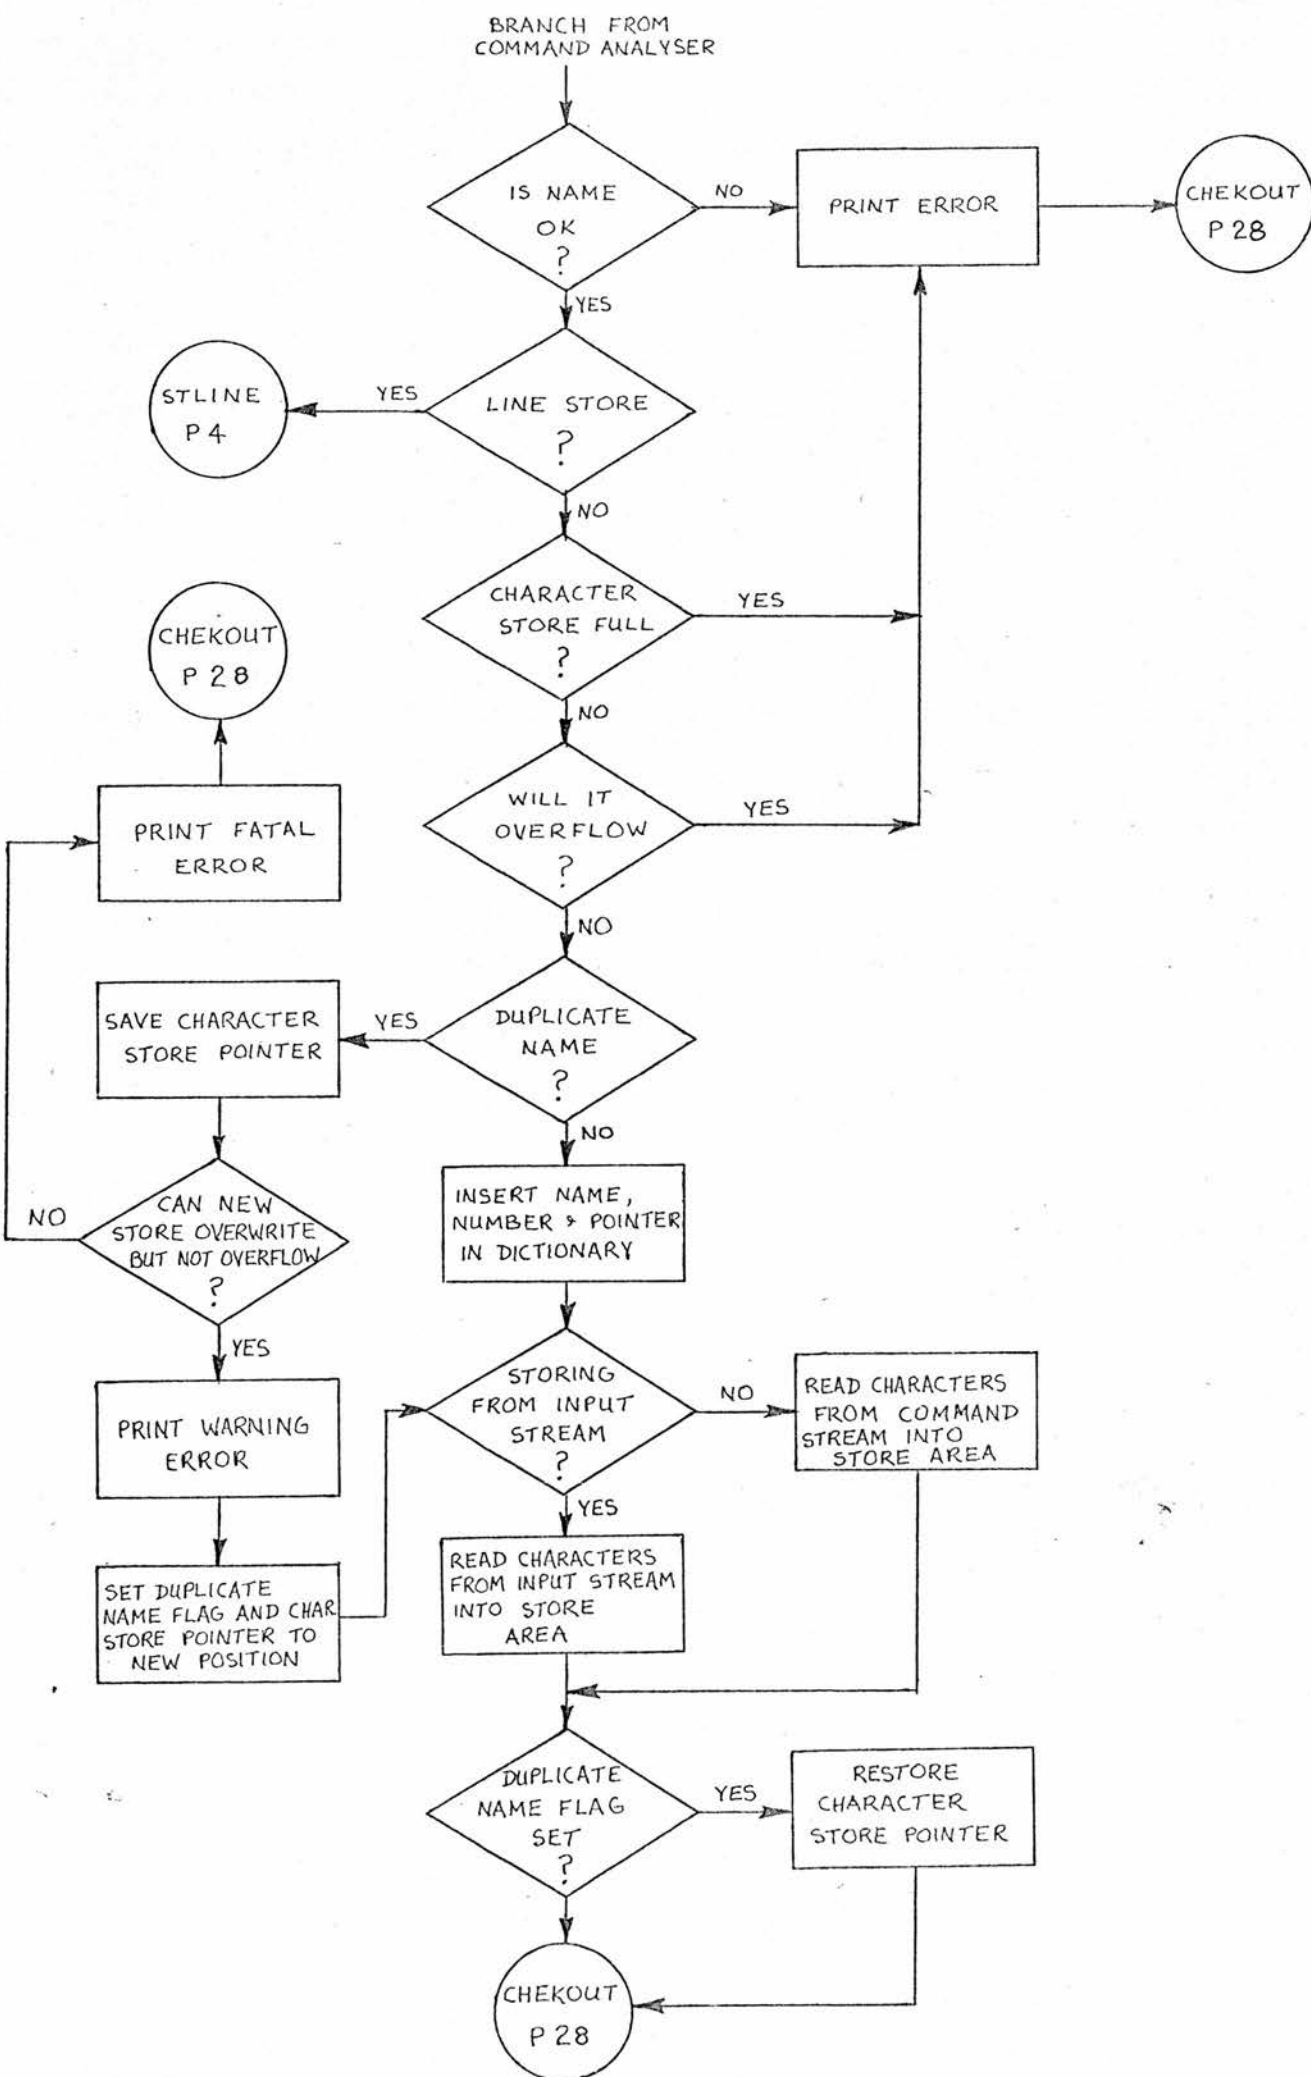 BRANCH FROM
COMMAND ANALYSER
IS NAME
OK
?
NO
PRINT ERROR
CHEKOUT
P 28
YES
LINE STORE
?
YES
STLINE
P 4
NO
CHARACTER
STORE FULL
?
YES
CHEKOUT
P 28
NO
WILL IT
OVERFLOW
?
YES
PRINT FATAL
ERROR
NO
DUPLICATE
NAME
?
YES
SAVE CHARACTER
STORE POINTER
NO
CAN NEW
STORE OVERWRITE
BUT NOT OVERFLOW
?
NO
INSERT NAME,
NUMBER & POINTER
IN DICTIONARY
YES
PRINT WARNING
ERROR
STORING
FROM INPUT
STREAM
?
NO
READ CHARACTERS
FROM COMMAND
STREAM INTO
STORE AREA
YES
SET DUPLICATE
NAME FLAG AND CHAR
STORE POINTER TO
NEW POSITION
READ CHARACTERS
FROM INPUT STREAM
INTO STORE
AREA
DUPLICATE
NAME FLAG
SET
?
YES
RESTORE
CHARACTER
STORE POINTER
CHEKOUT
P 28